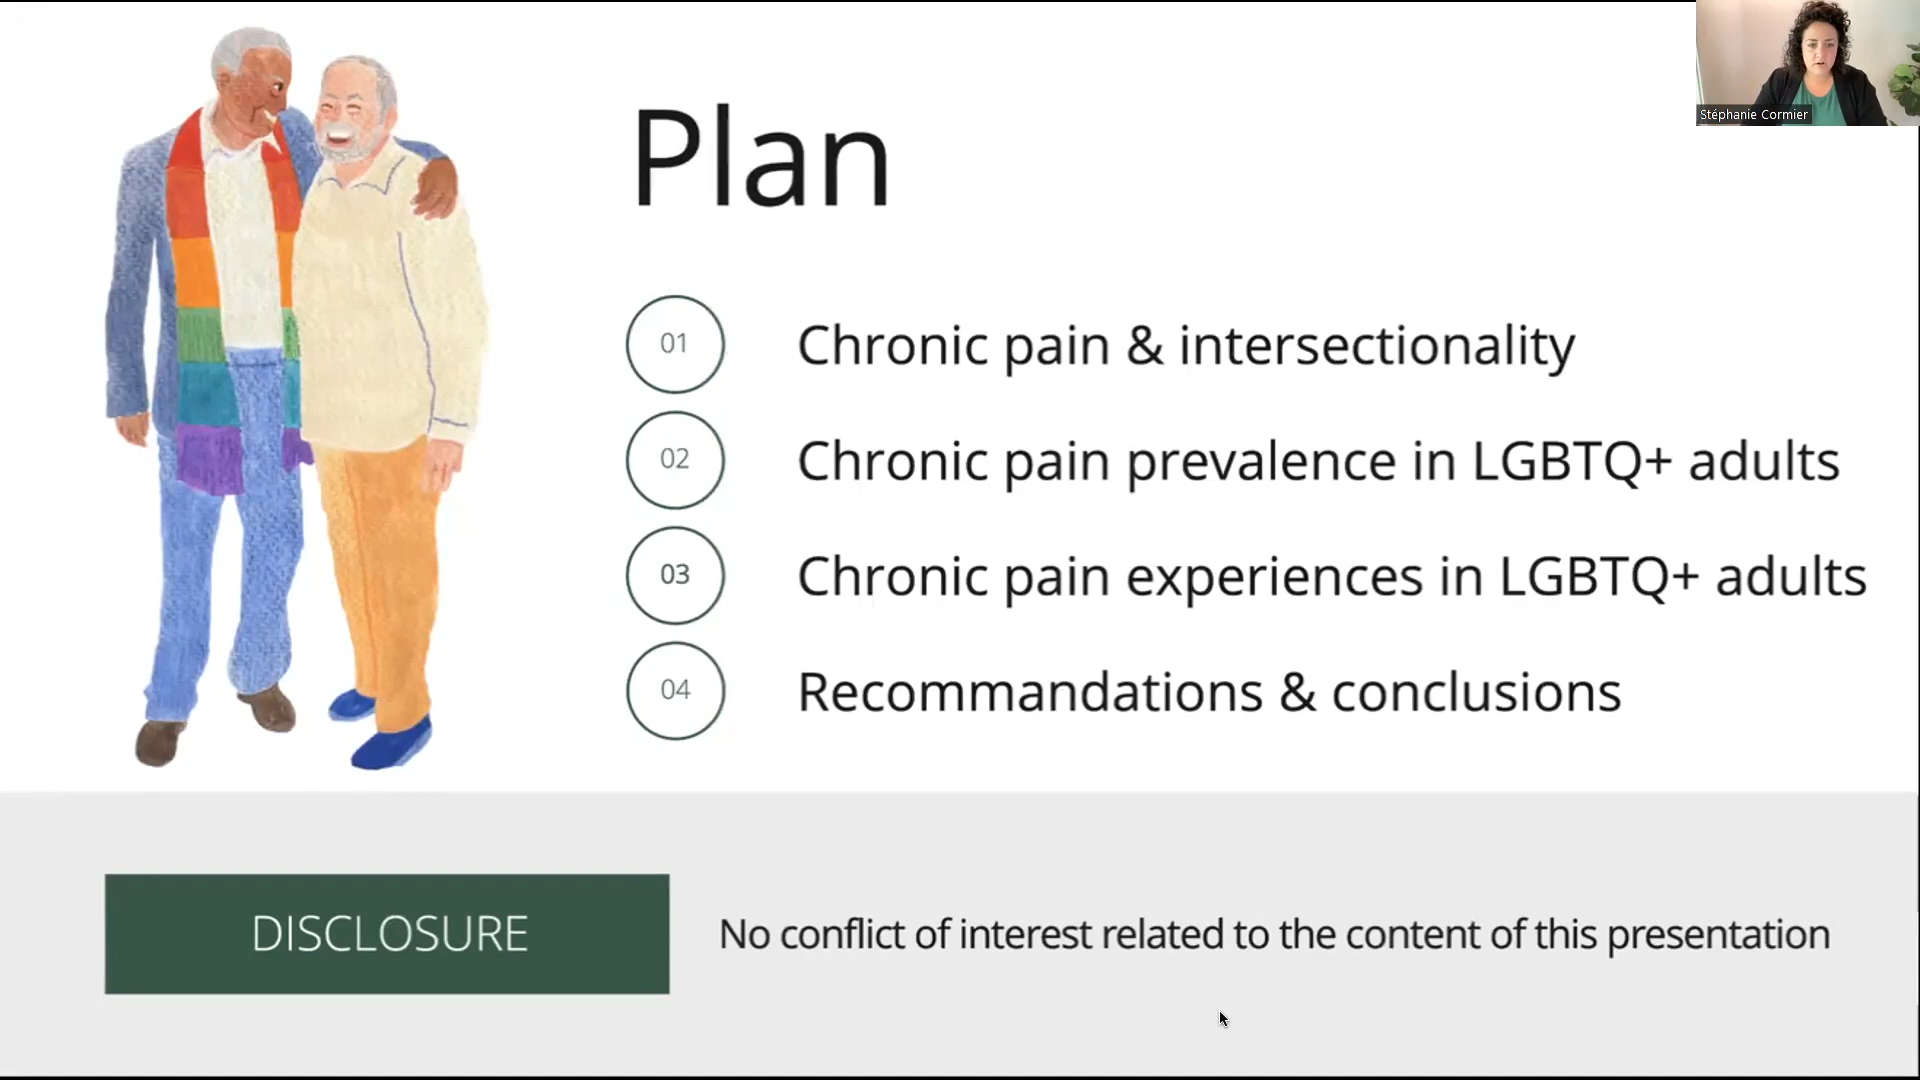 Stéphanie Cormier
Plan
01 Chronic pain & intersectionality
02 Chronic pain prevalence in LGBTQ+ adults
03 Chronic pain experiences in LGBTQ+ adults
04 Recommandations & conclusions
DISCLOSURE
No conflict of interest related to the content of this presentation